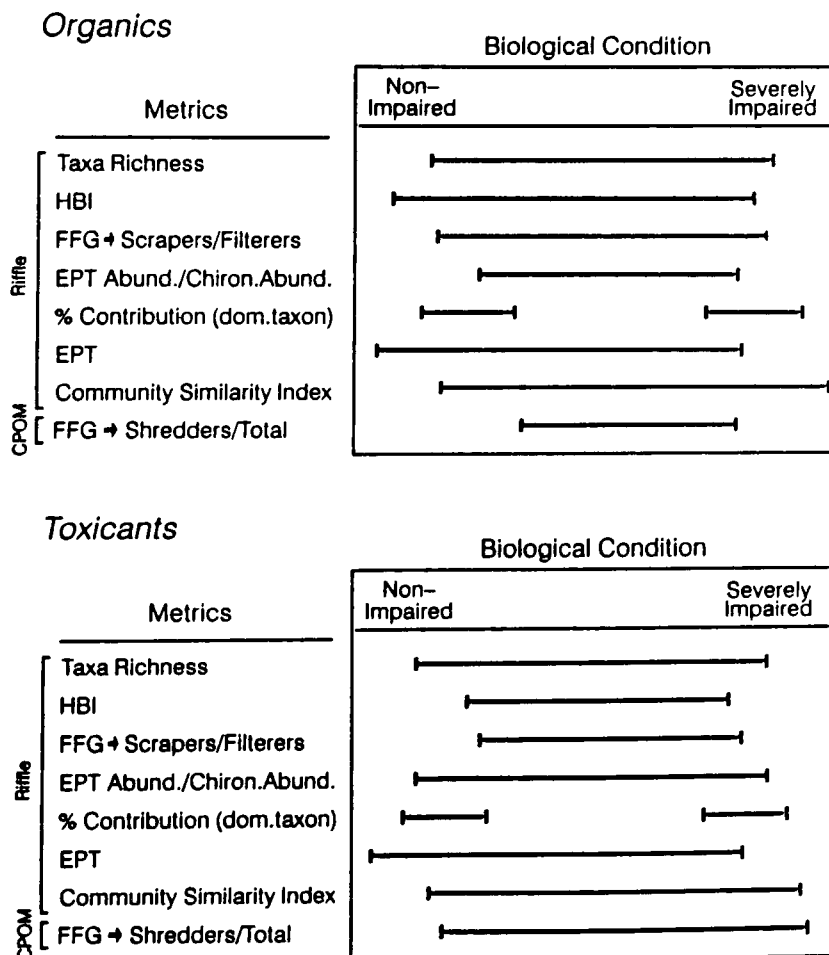 Organics
Biological Condition
Metrics
Non–
Impaired
Severely
Impaired
Riffle
Taxa Richness
HBI
FFG → Scrapers/Filterers
EPT Abund./Chiron.Abund.
% Contribution (dom.taxon)
EPT
Community Similarity Index
CPOM
FFG → Shredders/Total
Toxicants
Biological Condition
Metrics
Non–
Impaired
Severely
Impaired
Riffle
Taxa Richness
HBI
FFG → Scrapers/Filterers
EPT Abund./Chiron.Abund.
% Contribution (dom.taxon)
EPT
Community Similarity Index
CPOM
FFG → Shredders/Total